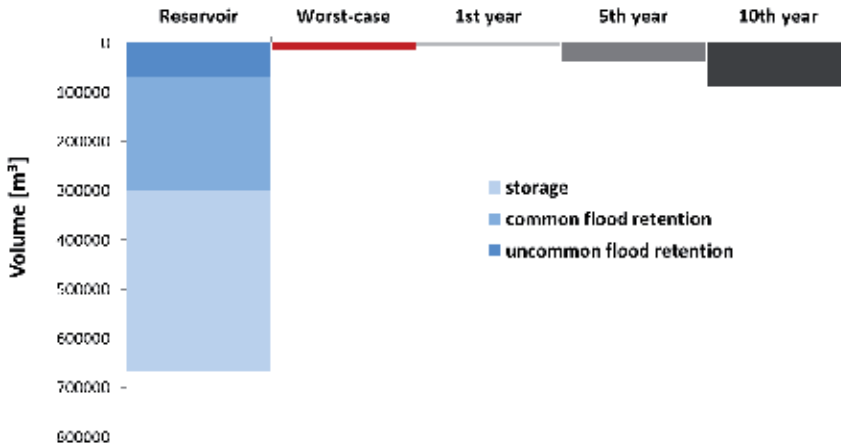 Reservoir Worst-case 1st year 5th year 10th year
0
100000
200000
300000
400000
500000
600000
700000
800000
Volume [m³]
storage
common flood retention
uncommon flood retention